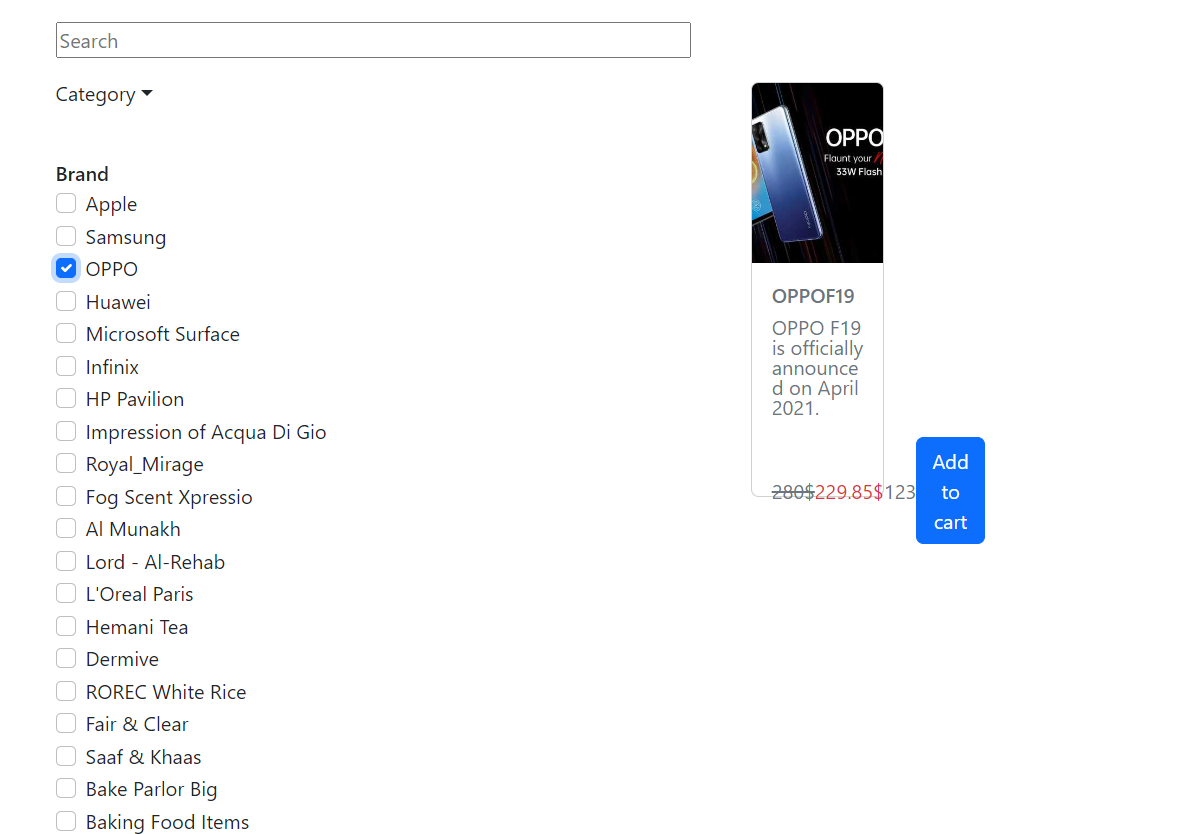 Search
Category
Brand
Apple
Samsung
OPPO
Huawei
Microsoft Surface
Infinix
HP Pavilion
Impression of Acqua Di Gio
Royal_Mirage
Fog Scent Xpressio
Al Munakh
Lord - Al-Rehab
L'Oreal Paris
Hemani Tea
Dermive
ROREC White Rice
Fair & Clear
Saaf & Khaas
Bake Parlor Big
Baking Food Items
OPPO
Flaunt your
33W Flash
OPPOF19
OPPO F19
is officially
announce
d on April
2021.
280$229.85$123
Add
to
cart